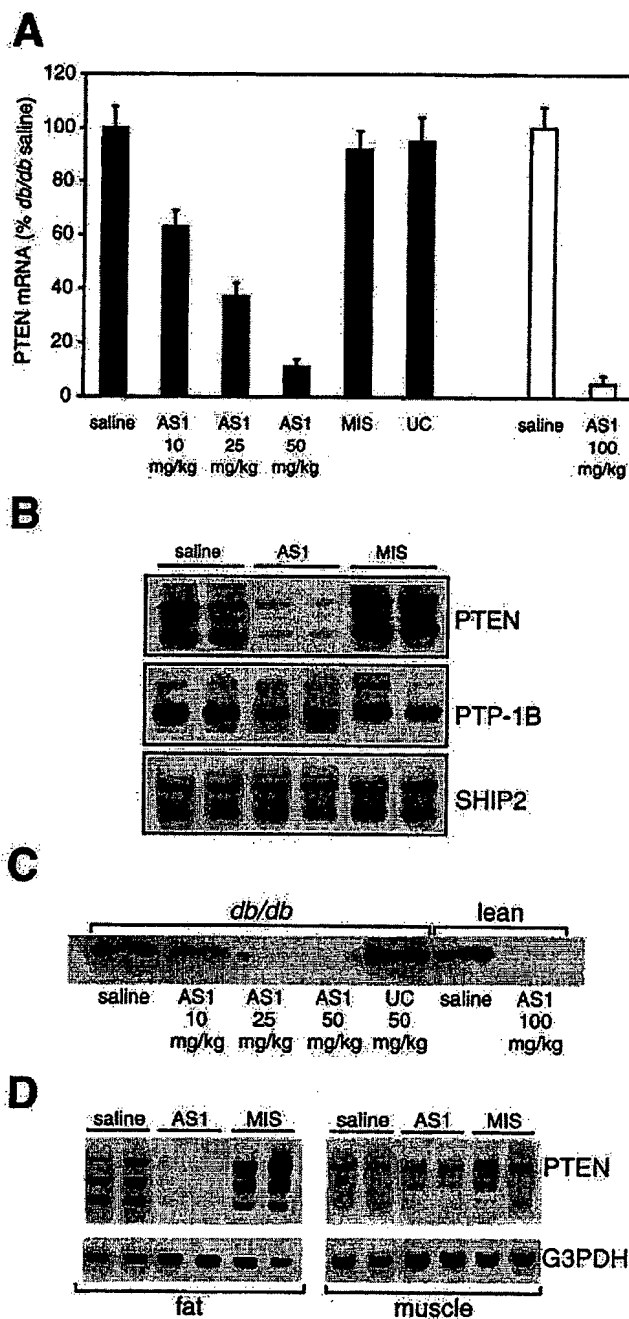 A
120
100
80
60
40
20
0
PTEN mRNA (% db/db saline)
saline AS1 10 mg/kg AS1 25 mg/kg AS1 50 mg/kg MIS UC saline AS1 100 mg/kg
B
saline AS1 MIS
PTEN
PTP-1B
SHIP2
C
db/db lean
saline AS1 10 mg/kg AS1 25 mg/kg AS1 50 mg/kg UC 50 mg/kg saline AS1 100 mg/kg
D
saline AS1 MIS saline AS1 MIS
PTEN
G3PDH
fat muscle